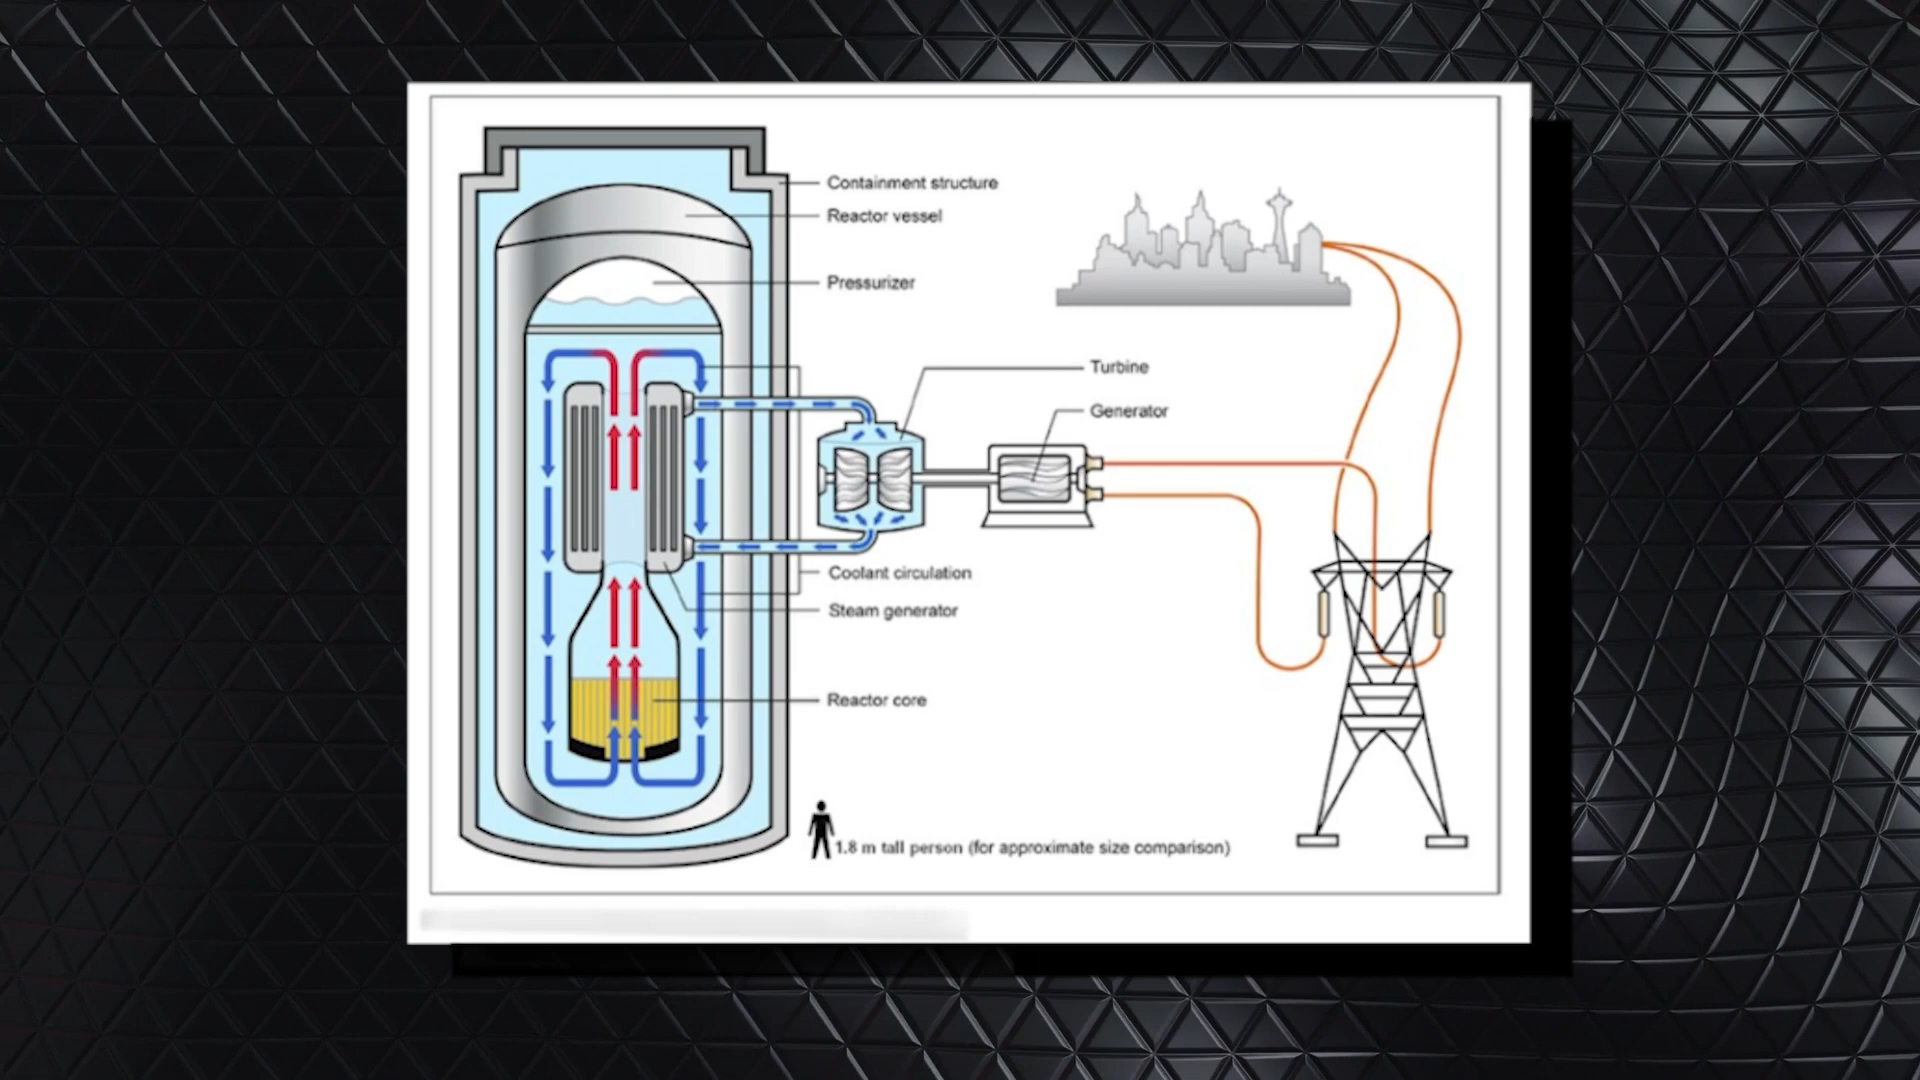 Containment structure
Reactor vessel
Pressurizer
Turbine
Generator
Coolant circulation
Steam generator
Reactor core
1.8 m tall person (for approximate size comparison)